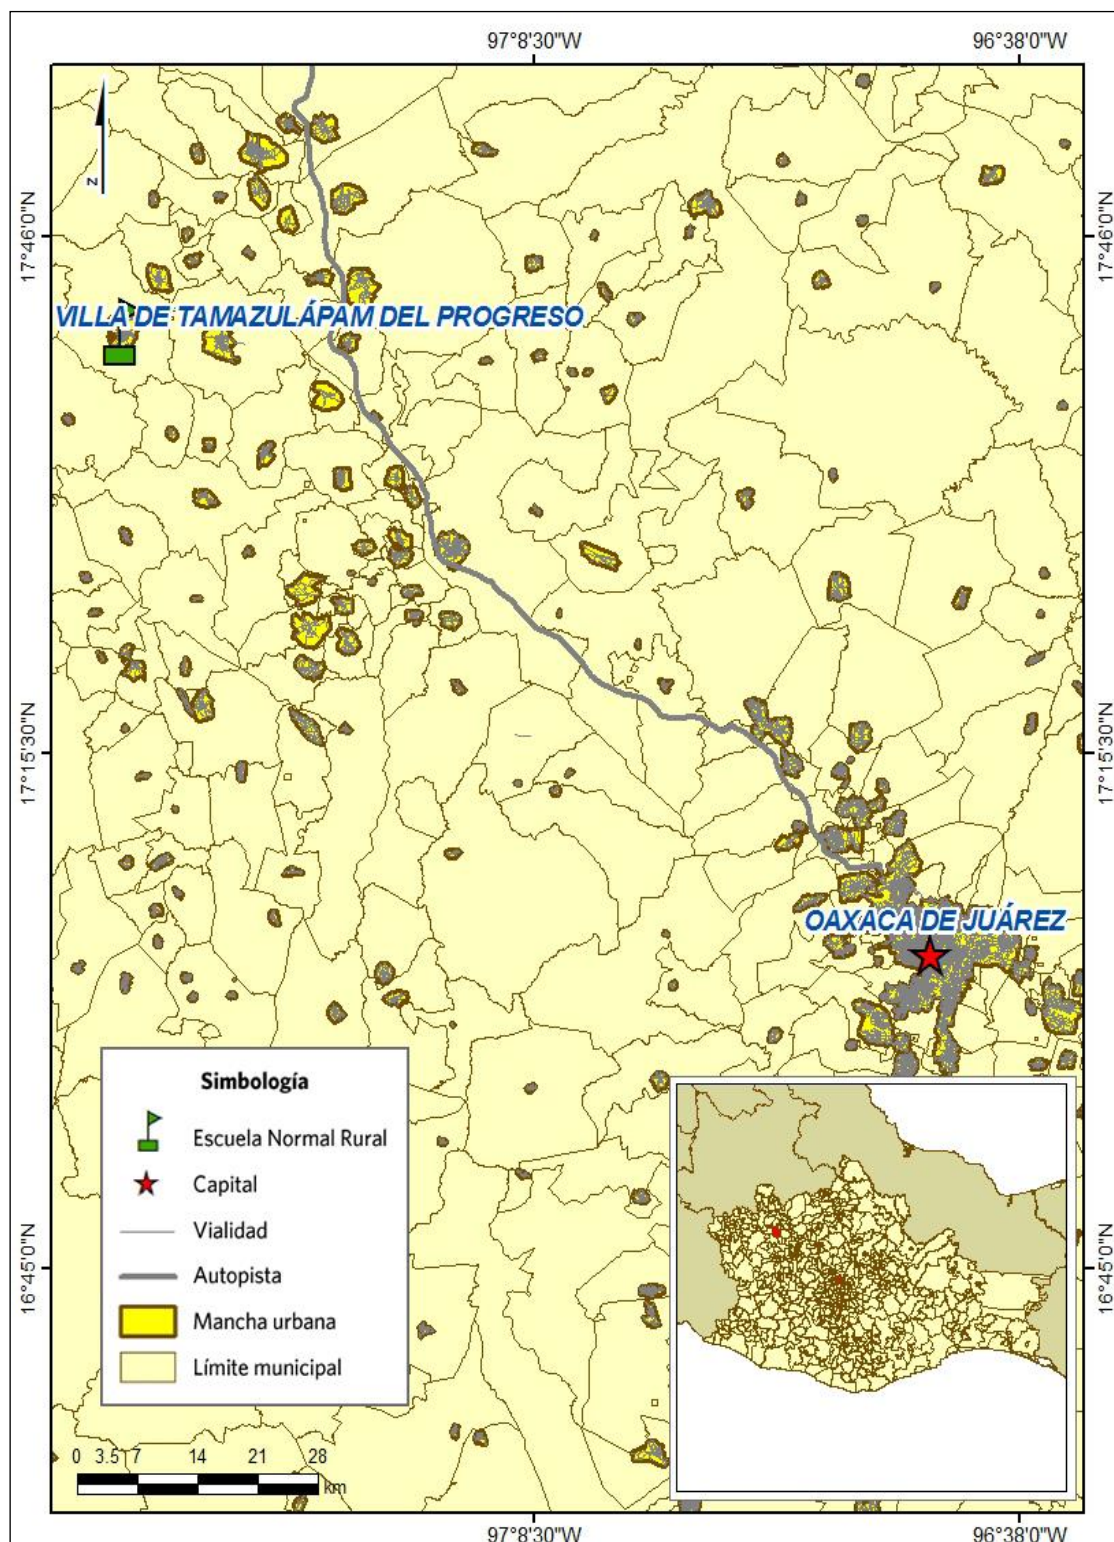 97°8'30"W 96°38'0"W
N
17°46'0"N 17°46'0"N
VILLA DE TAMAZULÁPAM DEL PROGRESO
17°15'30"N 17°15'30"N
OAXACA DE JUÁREZ
Simbología
Escuela Normal Rural
Capital
Vialidad
Autopista
Mancha urbana
Límite municipal
16°45'0"N 16°45'0"N
0 3.5 7 14 21 28
km
97°8'30"W 96°38'0"W